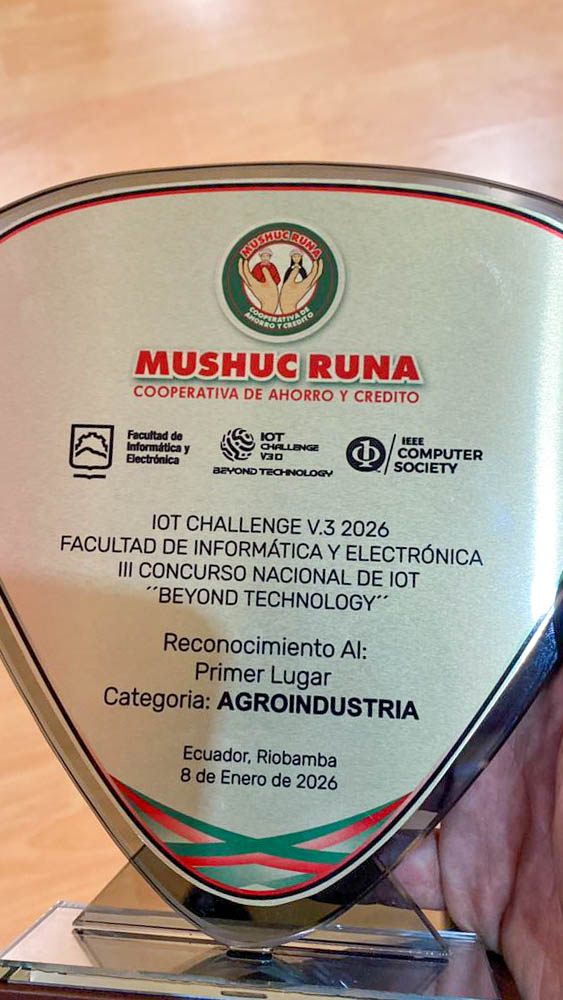 MUSHUC RUNA
COOPERATIVA DE
AHORRO Y CREDITO
MUSHUC RUNA
COOPERATIVA DE AHORRO Y CREDITO
Facultad de
Informática y
Electrónica
IOT
CHALLENGE
V3.0
BEYOND TECHNOLOGY
IEEE
COMPUTER
SOCIETY
IOT CHALLENGE V.3 2026
FACULTAD DE INFORMÁTICA Y ELECTRÓNICA
III CONCURSO NACIONAL DE IOT
´´BEYOND TECHNOLOGY´´
Reconocimiento Al:
Primer Lugar
Categoria: AGROINDUSTRIA
Ecuador, Riobamba
8 de Enero de 2026